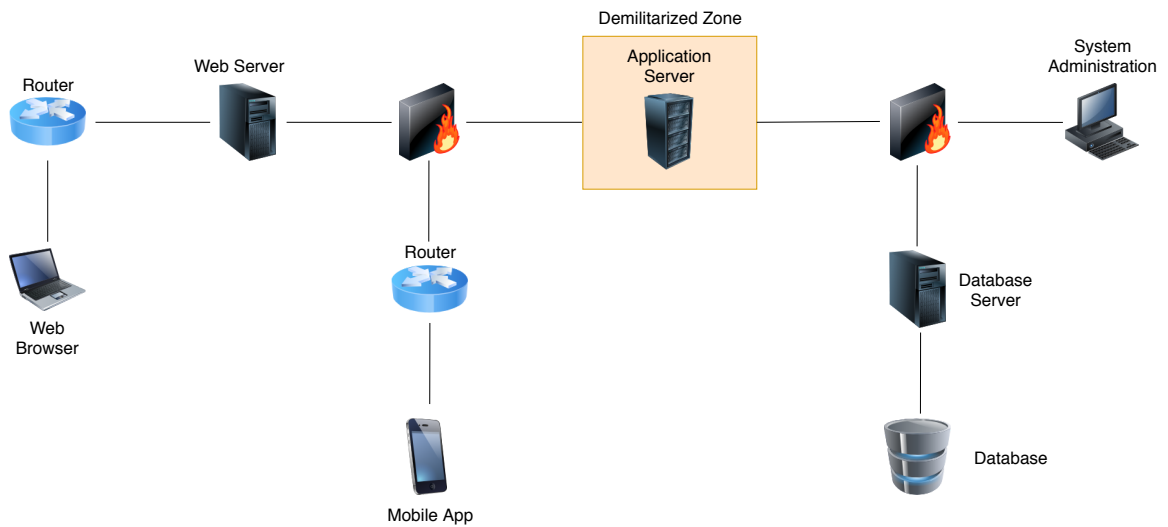 Demilitarized Zone
Router
Web Server
Application
Server
System
Administration
Web
Browser
Router
Database
Server
Mobile App
Database